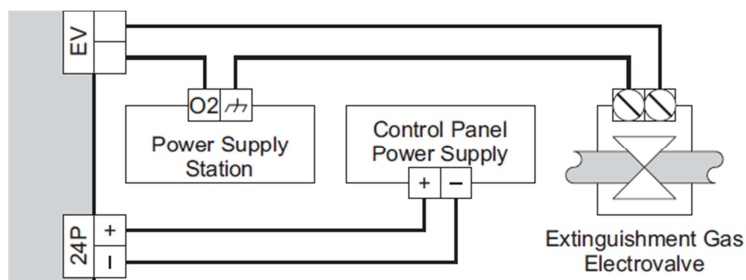 EV
O2
Power Supply
Station
Control Panel
Power Supply
+ −
24P
+
−
Extinguishment Gas
Electrovalve